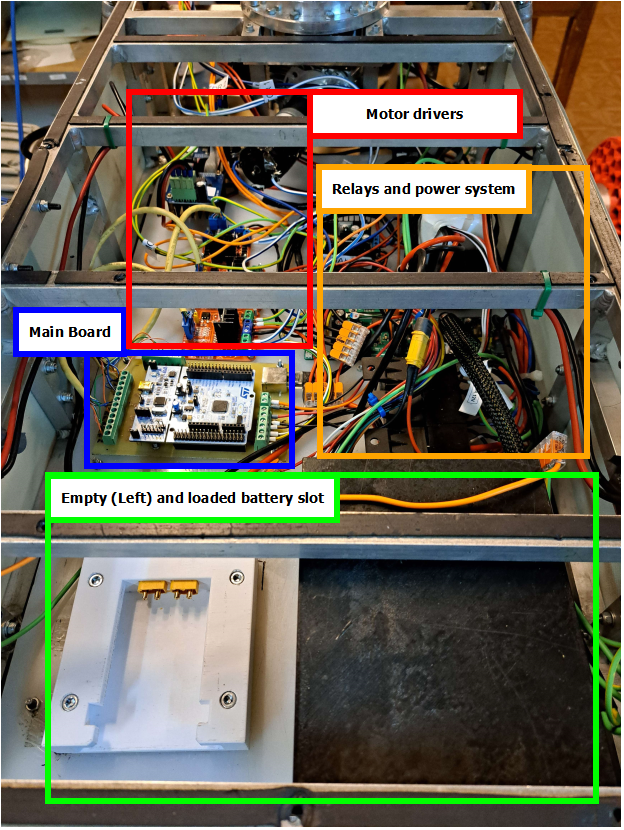 Motor drivers
Relays and power system
Main Board
Empty (Left) and loaded battery slot